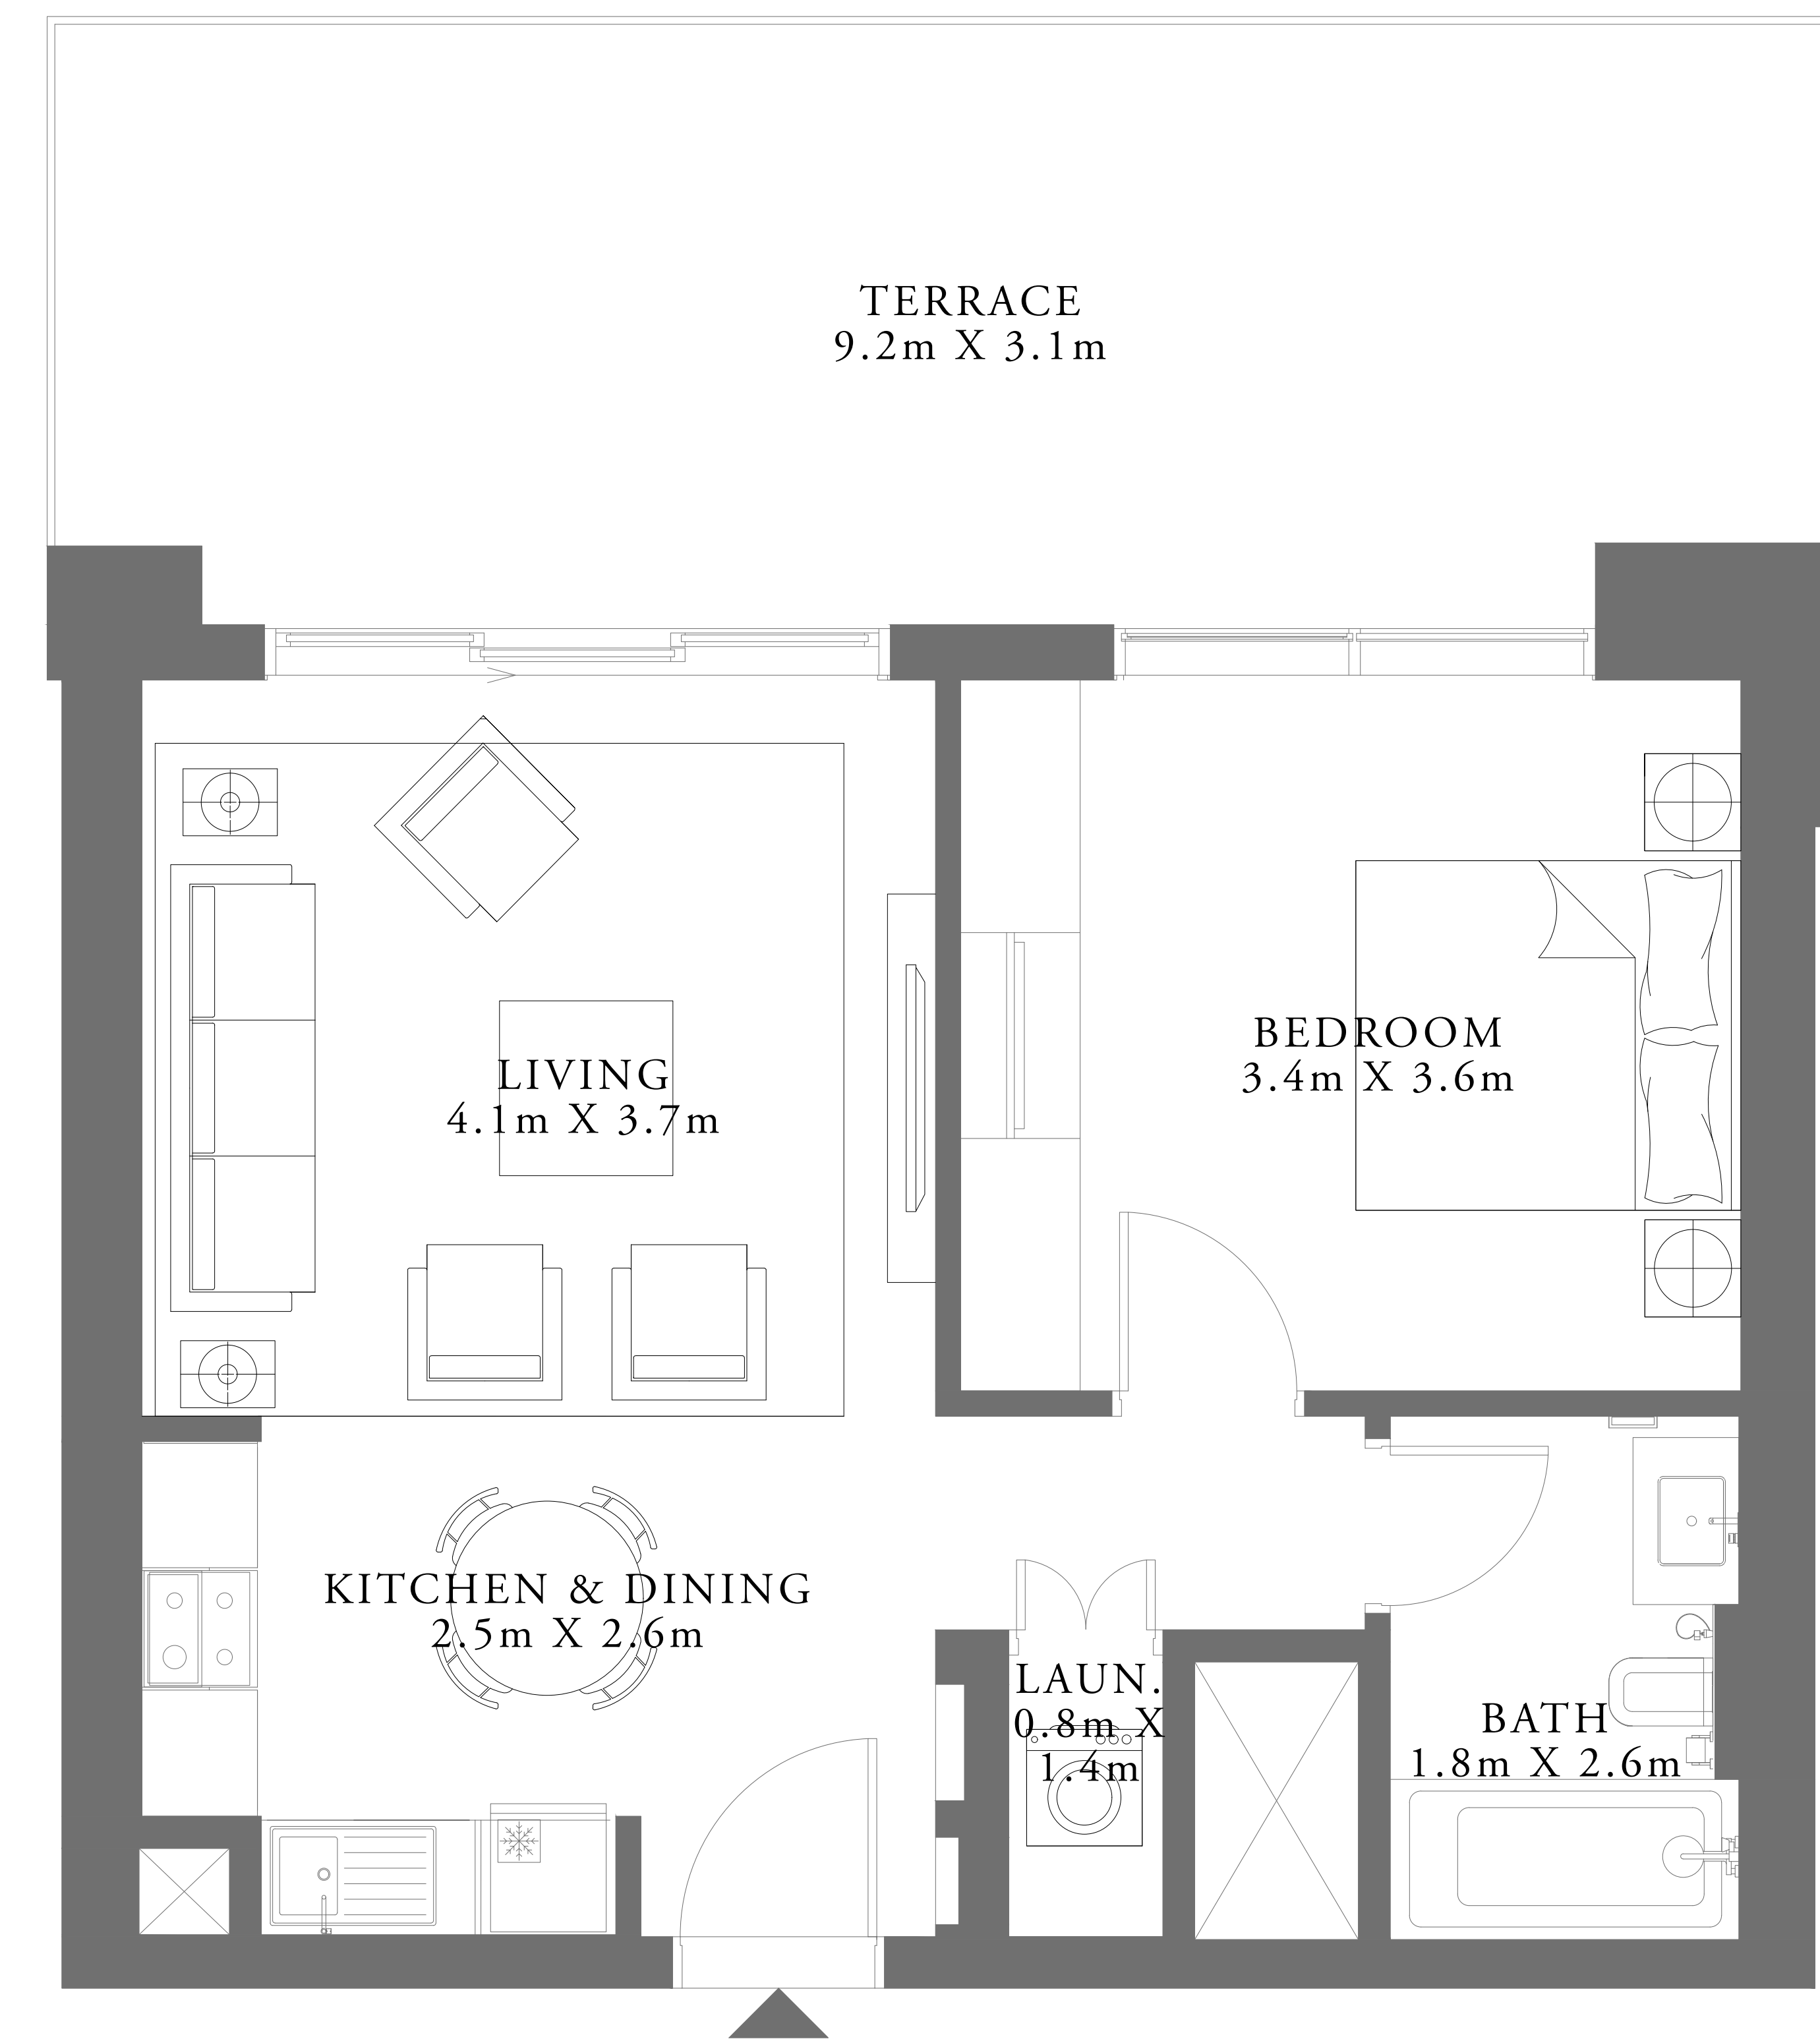 TERRACE
9.2m X 3.1m
BEDROOM
3.4m X 3.6m
LIVING
4.1m X 3.7m
KITCHEN & DINING
2.5m X 2.6m
LAUN.
0.8m X
1.4m
BATH
1.8m X 2.6m